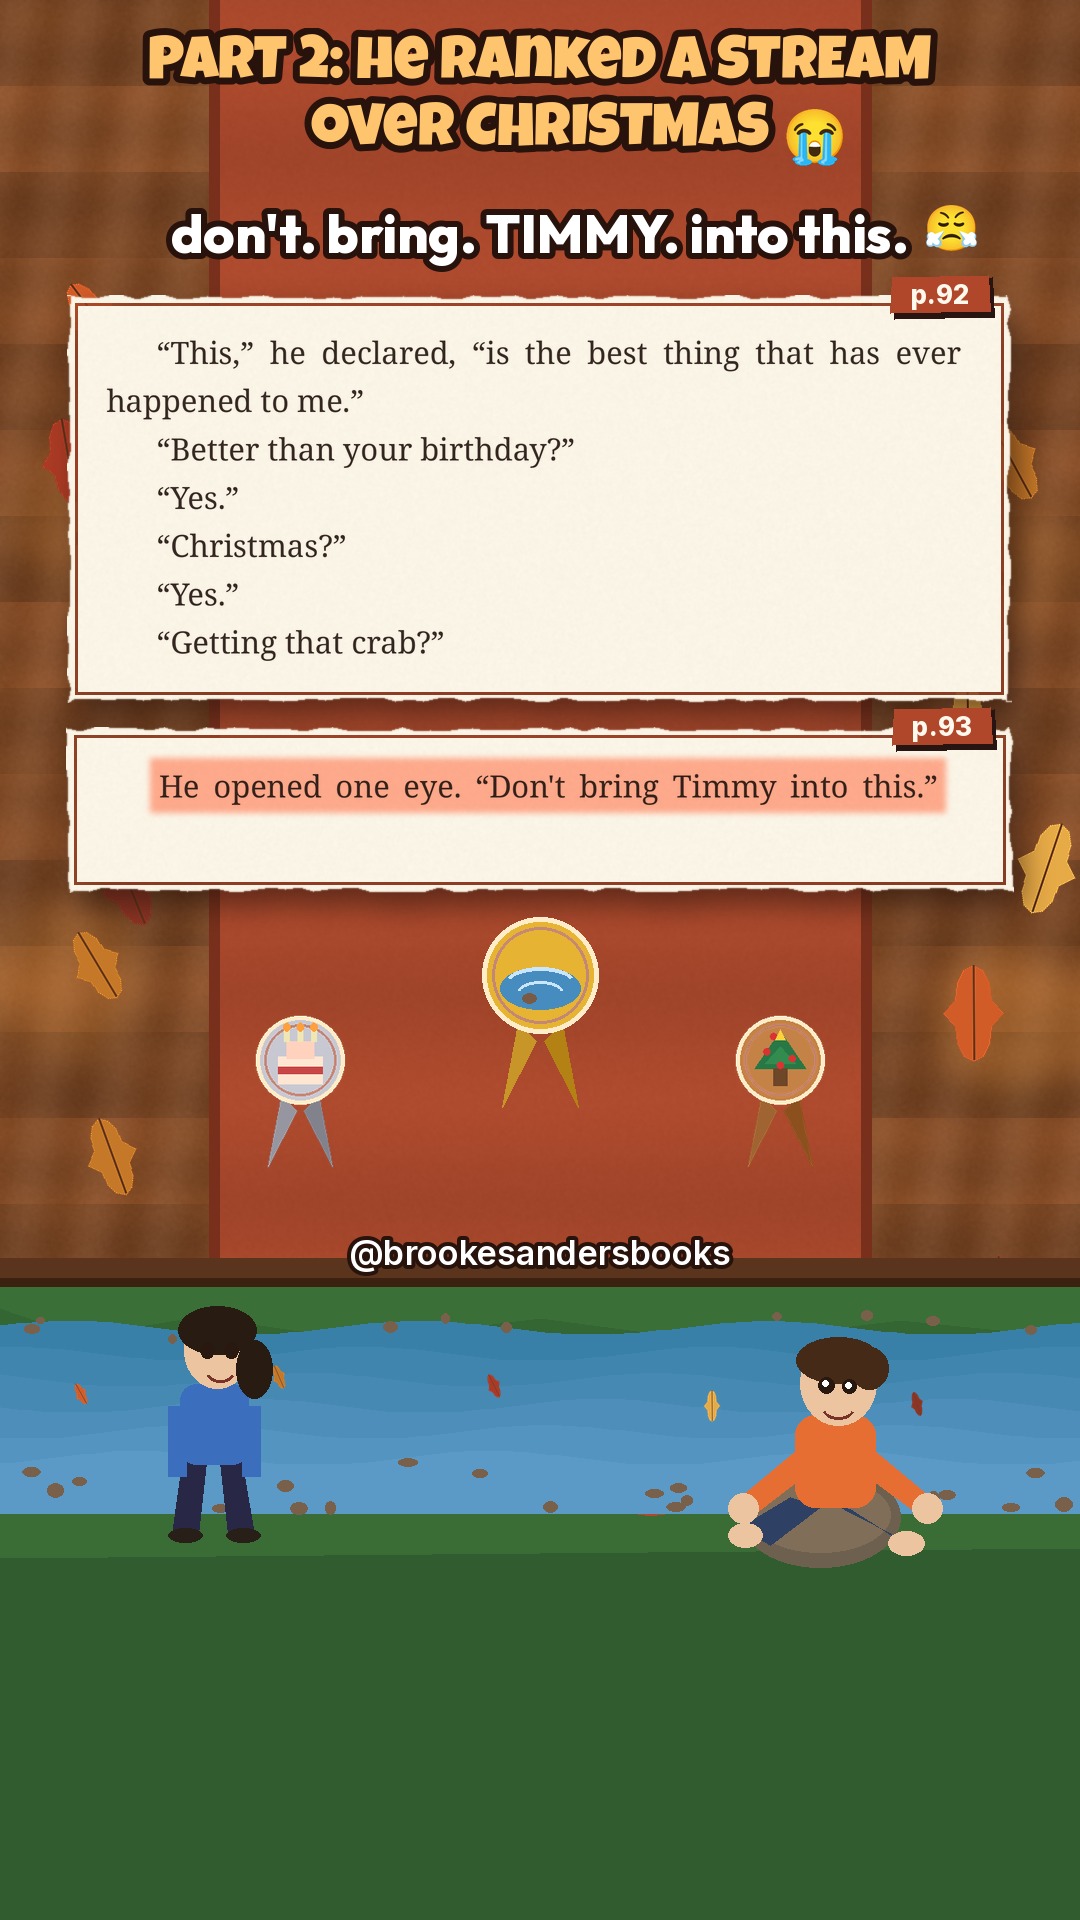 PART 2: He RANKeD A STREAM
OVeR CHRISTMAS 😭
don't. bring. TIMMY. into this. 😤
p.92
“This,” he declared, “is the best thing that has ever
happened to me.”
“Better than your birthday?”
“Yes.”
“Christmas?”
“Yes.”
“Getting that crab?”
p.93
He opened one eye. “Don't bring Timmy into this.”
@brookesandersbooks